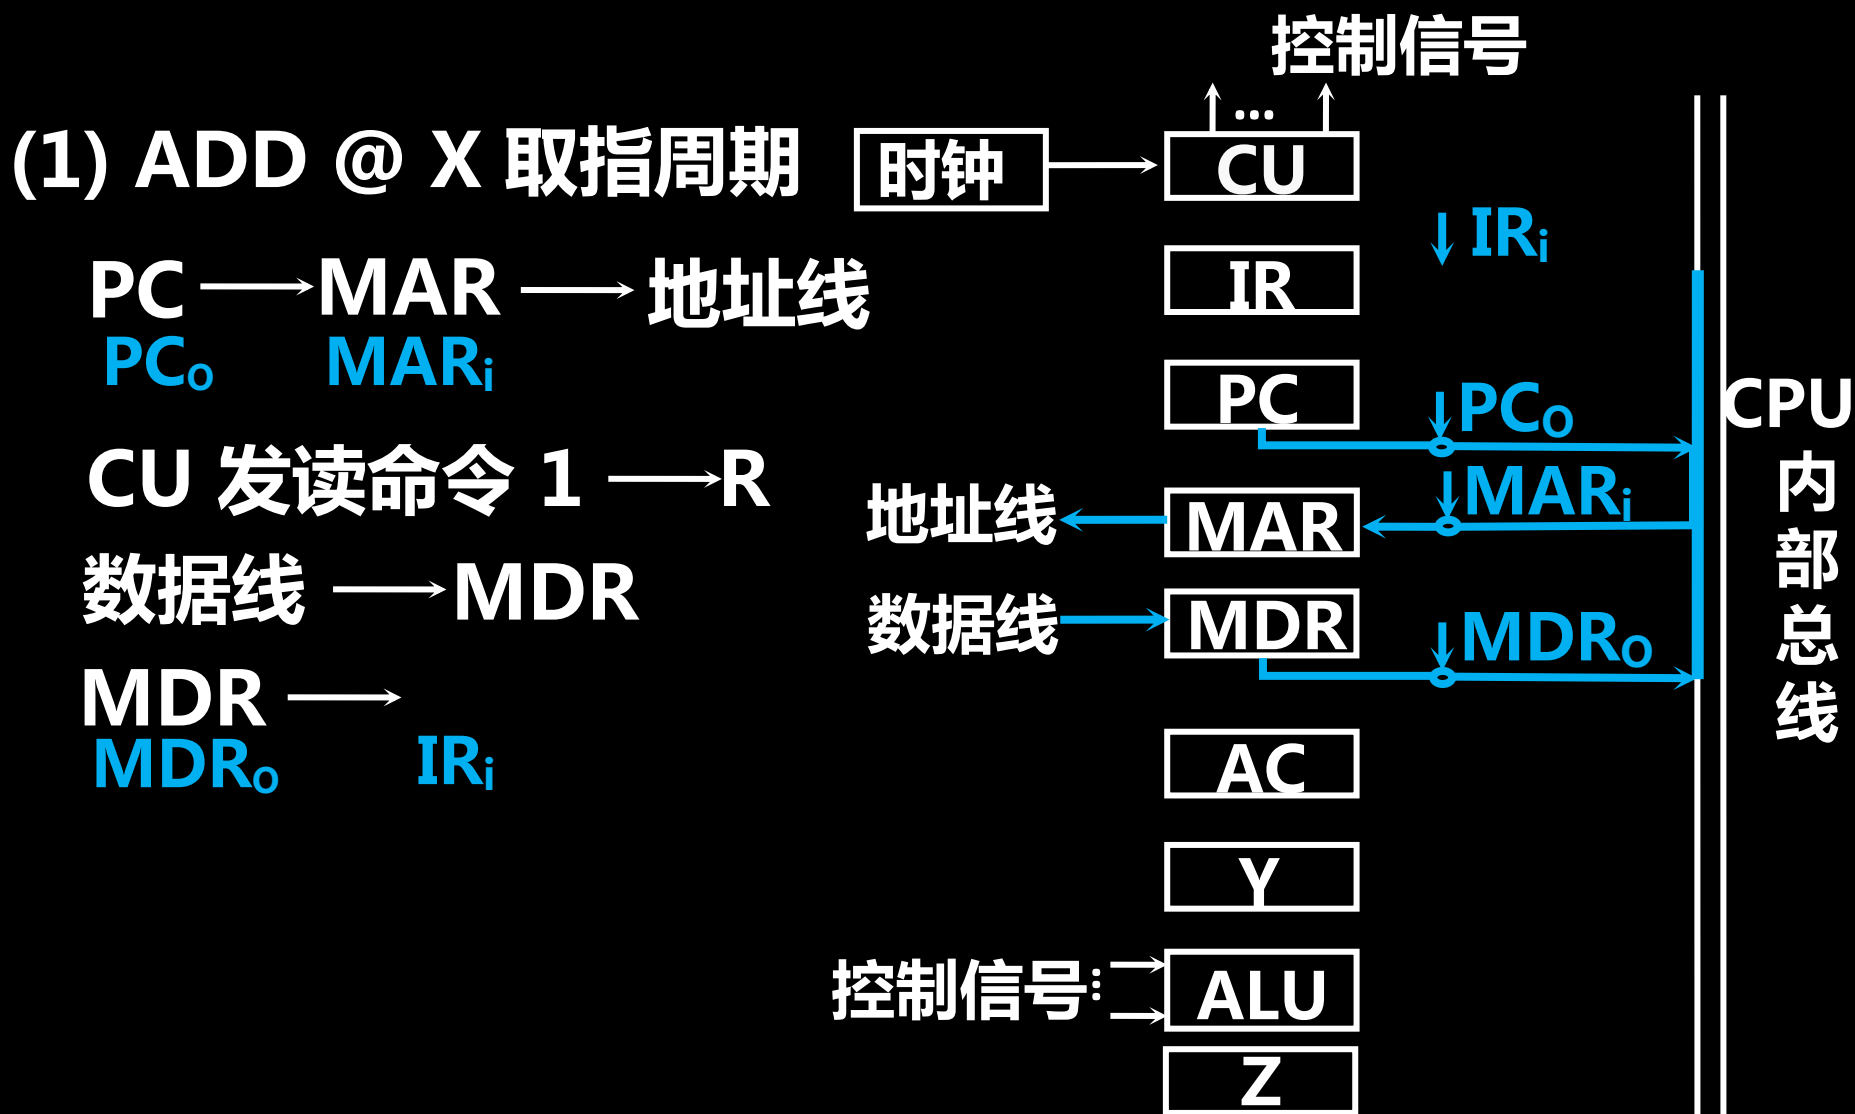 控制信号
...
(1) ADD @ X 取指周期
时钟
CU
IRi
PC → MAR → 地址线
IR
PCO MARi
PC
PCO
CPU内部总线
CU 发读命令 1 → R
MARi
地址线
MAR
数据线 → MDR
数据线
MDR
MDRO
MDR →
MDRO IRi
AC
Y
控制信号...
ALU
Z